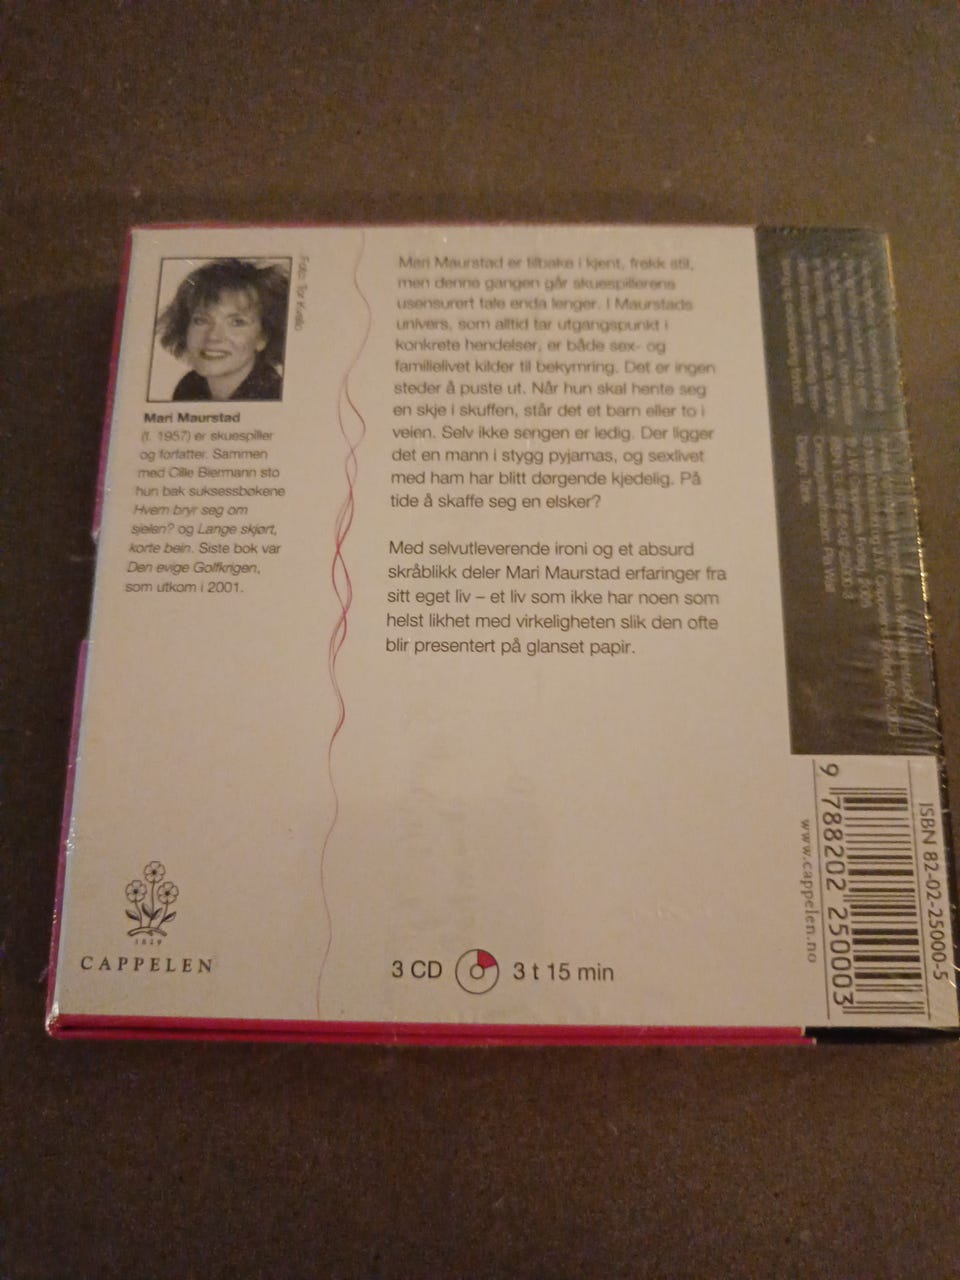 Foto: Tor Kvello
Mari Maurstad
(f. 1957) er skuespiller
og forfatter. Sammen
med Cille Biermann sto
hun bak suksessbøkene
Hvem bryr seg om
sjelen? og Lange skjørt,
korte bein. Siste bok var
Den evige Golfkrigen,
som utkom i 2001.
Mari Maurstad er tilbake i kjent, frekk stil,
men denne gangen går skuespillerens
usensurert tale enda lenger. I Maurstads
univers, som alltid tar utgangspunkt i
konkrete hendelser, er både sex- og
familielivet kilder til bekymring. Det er ingen
steder å puste ut. Når hun skal hente seg
en skje i skuffen, står det et barn eller to i
veien. Selv ikke sengen er ledig. Der ligger
det en mann i stygg pyjamas, og sexlivet
med ham har blitt dørgende kjedelig. På
tide å skaffe seg en elsker?
Med selvutleverende ironi og et absurd
skråblikk deler Mari Maurstad erfaringer fra
sitt eget liv – et liv som ikke har noen som
helst likhet med virkeligheten slik den ofte
blir presentert på glanset papir.
1829
CAPPELEN
3 CD 3 t 15 min
ISBN 82-02-25000-5
9 788202 250003
www.cappelen.no